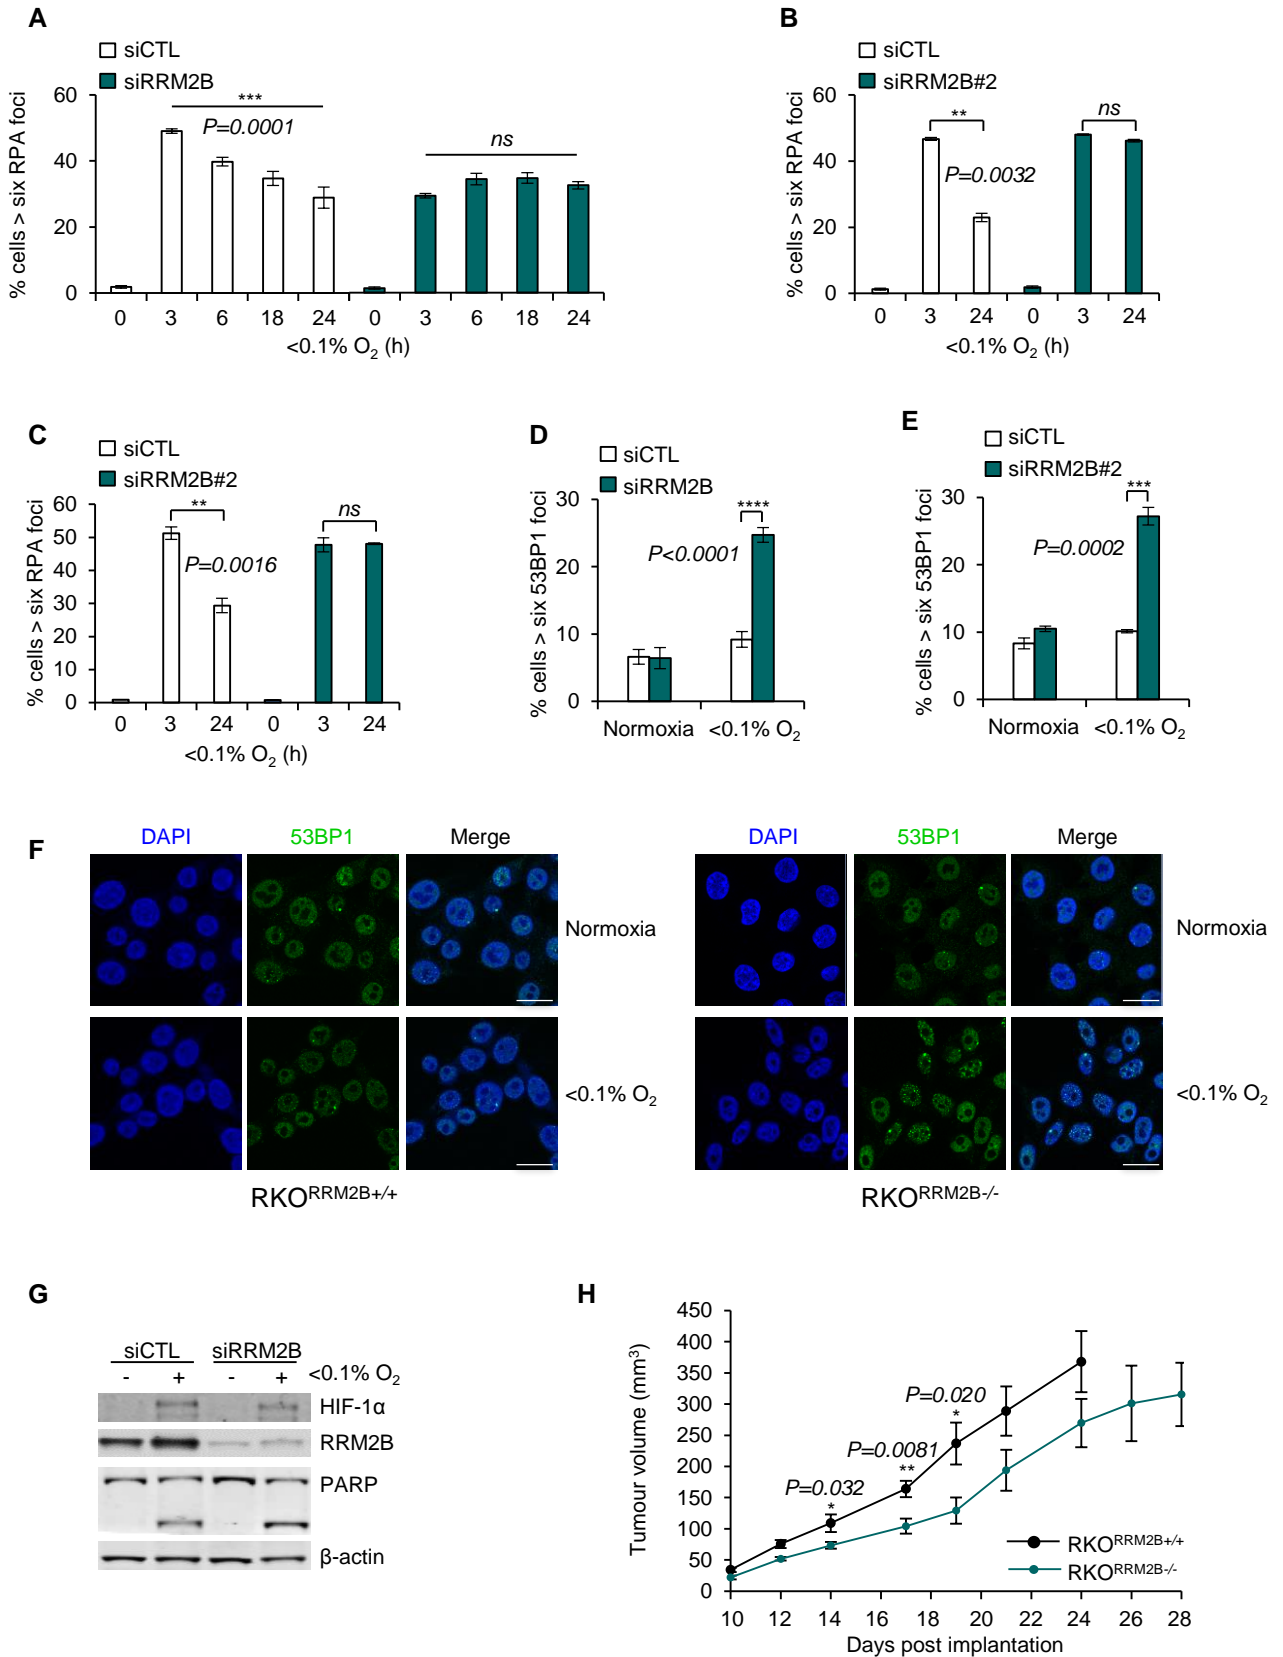 A
siCTL
siRRM2B
% cells > six RPA foci
60
40
20
0
***
P=0.0001
ns
0 3 6 18 24 0 3 6 18 24
<0.1% O2 (h)
B
siCTL
siRRM2B#2
% cells > six RPA foci
60
40
20
0
**
P=0.0032
ns
0 3 24 0 3 24
<0.1% O2 (h)
C
siCTL
siRRM2B#2
% cells > six RPA foci
60
50
40
30
20
10
0
**
P=0.0016
ns
0 3 24 0 3 24
<0.1% O2 (h)
D
siCTL
siRRM2B
% cells > six 53BP1 foci
30
20
10
0
****
P<0.0001
Normoxia <0.1% O2
E
siCTL
siRRM2B#2
% cells > six 53BP1 foci
30
20
10
0
***
P=0.0002
Normoxia <0.1% O2
F
DAPI 53BP1 Merge
Normoxia
<0.1% O2
RKORRM2B+/+
DAPI 53BP1 Merge
Normoxia
<0.1% O2
RKORRM2B-/-
G
siCTL siRRM2B
- + - + <0.1% O2
HIF-1α
RRM2B
PARP
β-actin
H
Tumour volume (mm3)
450
400
350
300
250
200
150
100
50
0
P=0.020
*
P=0.0081
**
P=0.032
*
RKORRM2B+/+
RKORRM2B-/-
10 12 14 16 18 20 22 24 26 28
Days post implantation